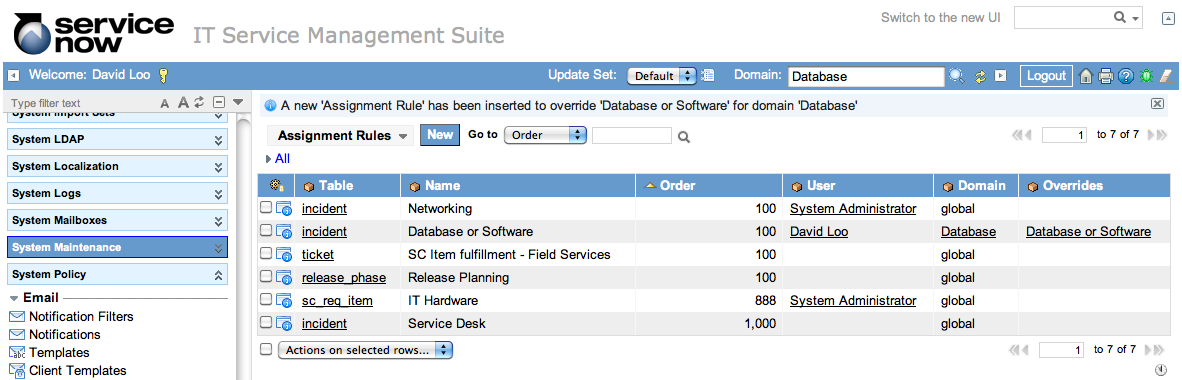 service now
IT Service Management Suite
Switch to the new UI
Welcome: David Loo
Update Set: Default
Domain: Database
Logout
Type filter text
A A
System Import Sets
System LDAP
System Localization
System Logs
System Mailboxes
System Maintenance
System Policy
Email
Notification Filters
Notifications
Templates
Client Templates
A new 'Assignment Rule' has been inserted to override 'Database or Software' for domain 'Database'
Assignment Rules New Go to Order 1 to 7 of 7
All
Table Name Order User Domain Overrides
incident Networking 100 System Administrator global
incident Database or Software 100 David Loo Database Database or Software
ticket SC Item fulfillment - Field Services 100 global
release_phase Release Planning 100 global
sc_req_item IT Hardware 888 System Administrator global
incident Service Desk 1,000 global
Actions on selected rows... 1 to 7 of 7